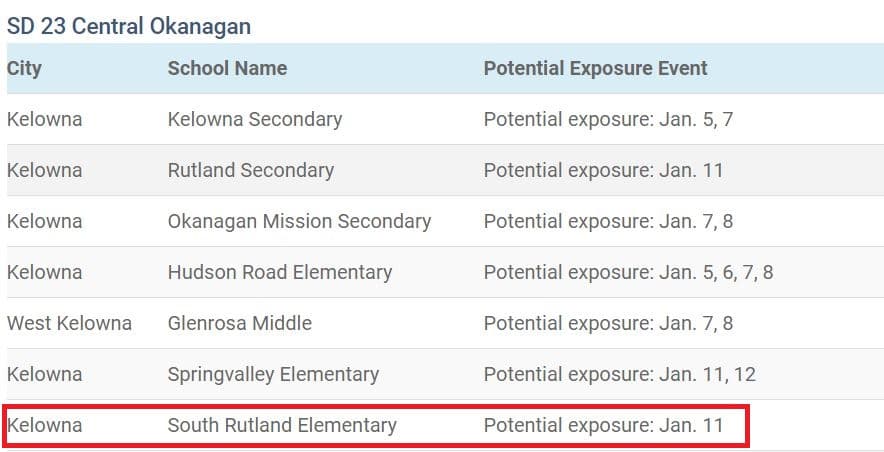 SD 23 Central Okanagan
City School Name Potential Exposure Event
Kelowna Kelowna Secondary Potential exposure: Jan. 5, 7
Kelowna Rutland Secondary Potential exposure: Jan. 11
Kelowna Okanagan Mission Secondary Potential exposure: Jan. 7, 8
Kelowna Hudson Road Elementary Potential exposure: Jan. 5, 6, 7, 8
West Kelowna Glenrosa Middle Potential exposure: Jan. 7, 8
Kelowna Springvalley Elementary Potential exposure: Jan. 11, 12
Kelowna South Rutland Elementary Potential exposure: Jan. 11